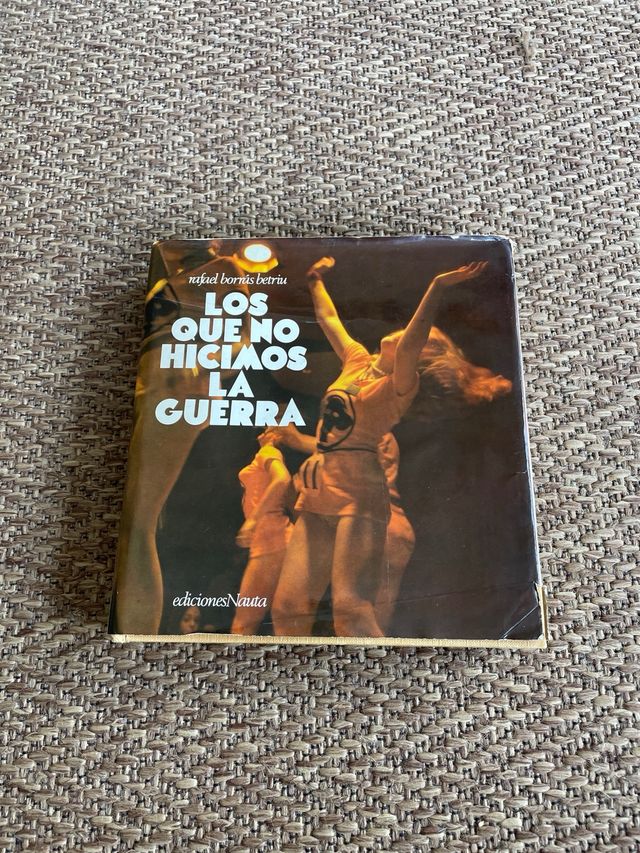 rafael borràs betriu
LOS
QUE NO
HICIMOS
LA
GUERRA
edicionesNauta